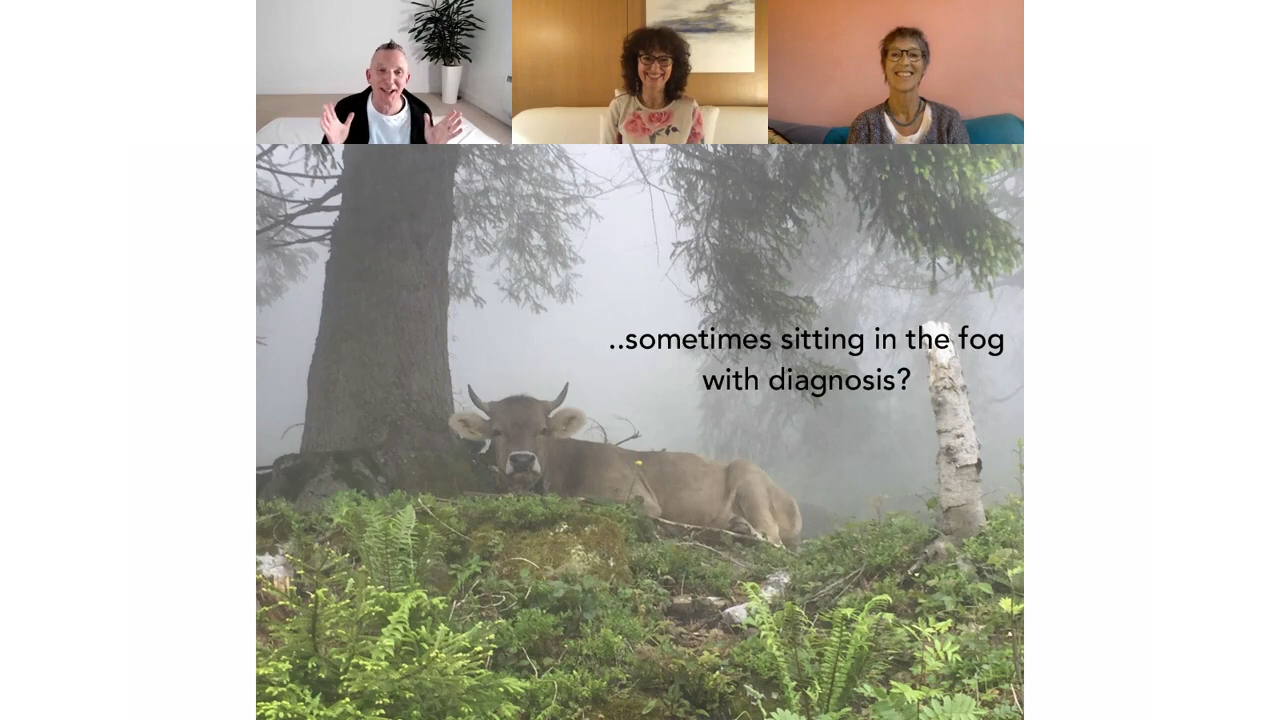 ..sometimes sitting in the fog
with diagnosis?